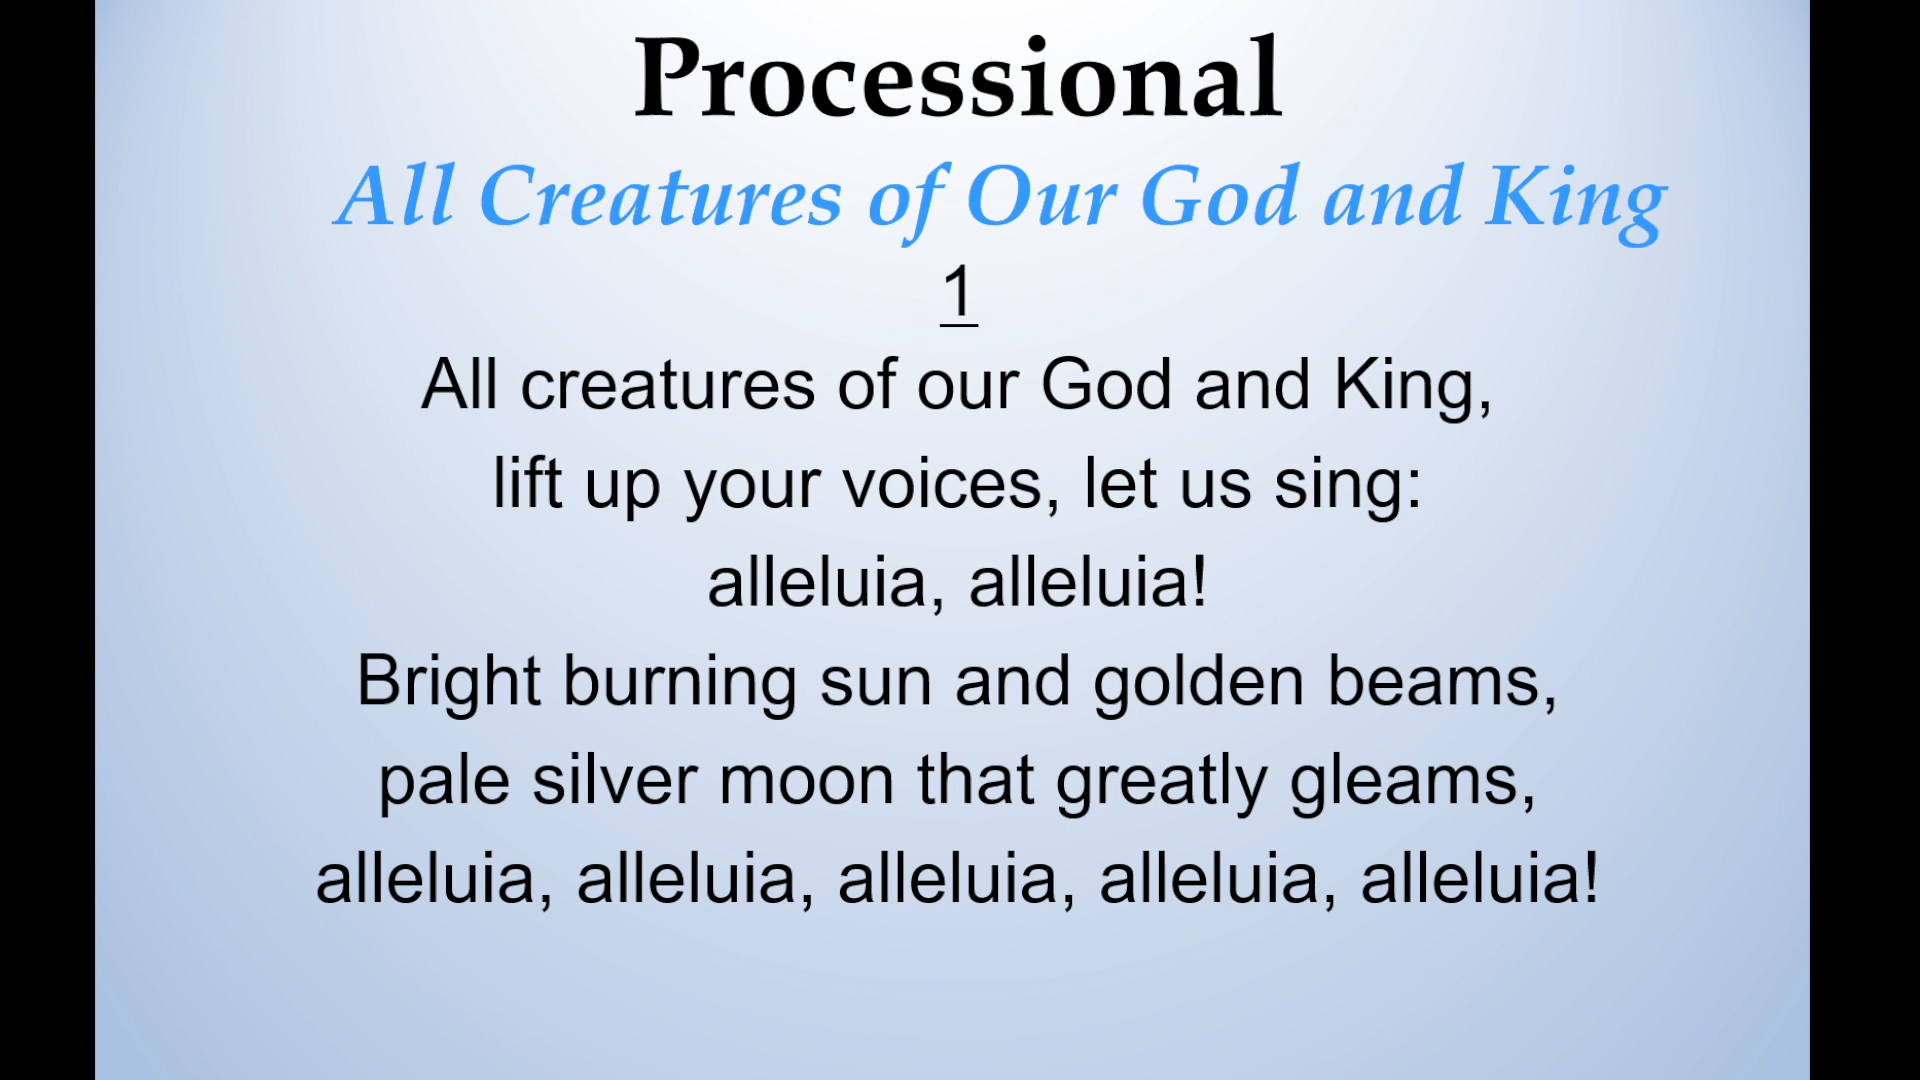 Processional
All Creatures of Our God and King
1
All creatures of our God and King,
lift up your voices, let us sing:
alleluia, alleluia!
Bright burning sun and golden beams,
pale silver moon that greatly gleams,
alleluia, alleluia, alleluia, alleluia, alleluia!